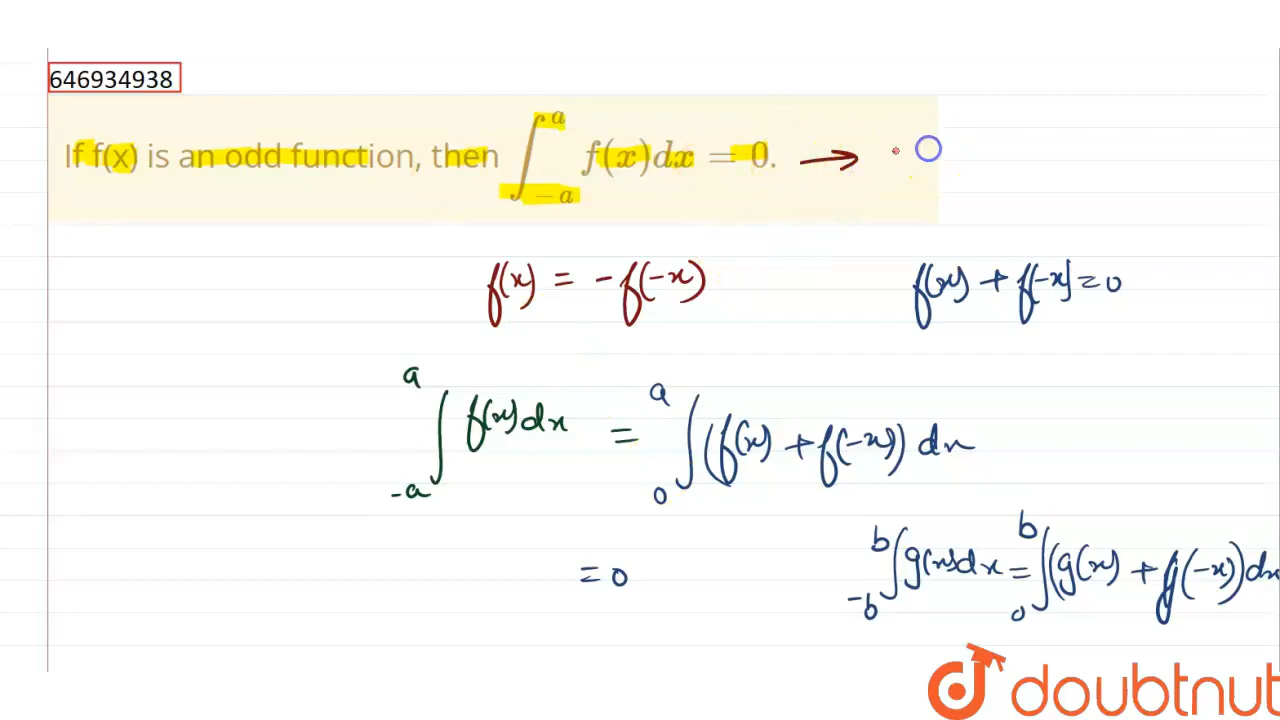 646934938
If f(x) is an odd function, then ∫_{-a}^{a} f(x)dx = 0. →
f(x) = -f(-x)
f(x) + f(-x) = 0
∫_{-a}^{a} f(x)dx = ∫_{0}^{a} (f(x) + f(-x)) dx
= 0
∫_{-b}^{b} g(x)dx = ∫_{0}^{b} (g(x) + g(-x)) dx
doubtnut